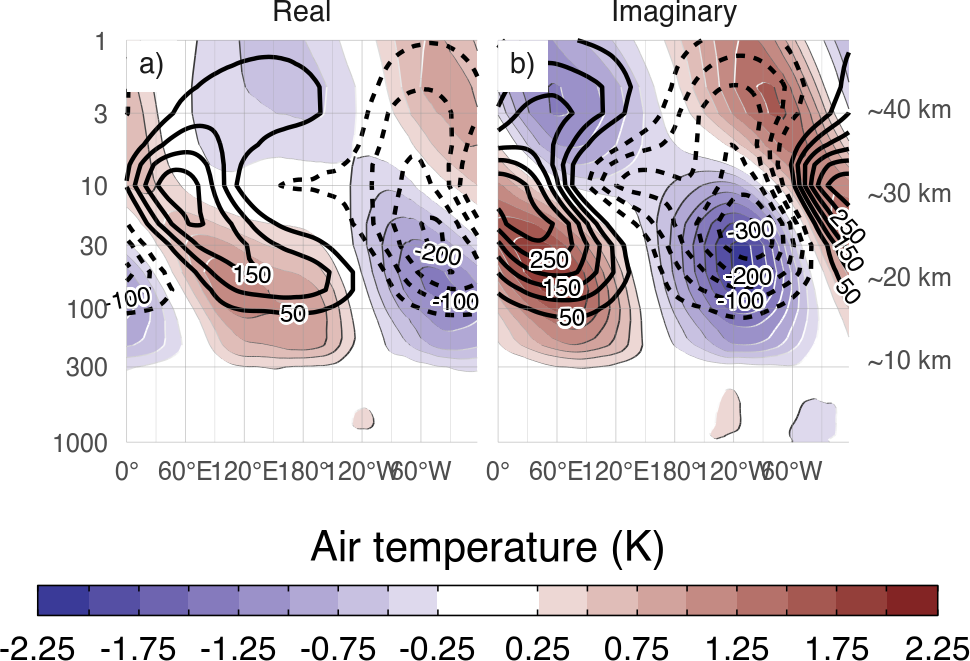 Real Imaginary
a) b)
1
3 ~40 km
10 ~30 km
30
100 ~20 km
300 ~10 km
1000
150
50
-100
-200
-100
250
150
50
-300
-200
-100
250
150
50
0° 60°E 120°E 180° 120°W 60°W 0° 60°E 120°E 180° 120°W 60°W
Air temperature (K)
-2.25 -1.75 -1.25 -0.75 -0.25 0.25 0.75 1.25 1.75 2.25